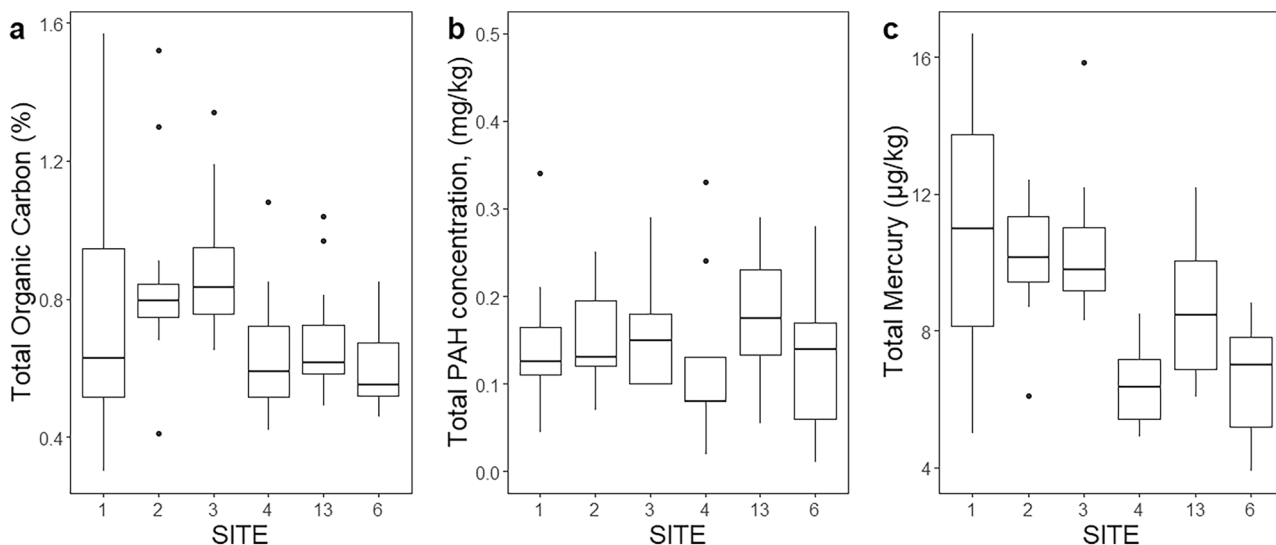 a
Total Organic Carbon (%)
1.6
1.2
0.8
0.4
1 2 3 4 13 6
SITE
b
Total PAH concentration, (mg/kg)
0.5
0.4
0.3
0.2
0.1
0.0
1 2 3 4 13 6
SITE
c
Total Mercury (µg/kg)
16
12
8
4
1 2 3 4 13 6
SITE